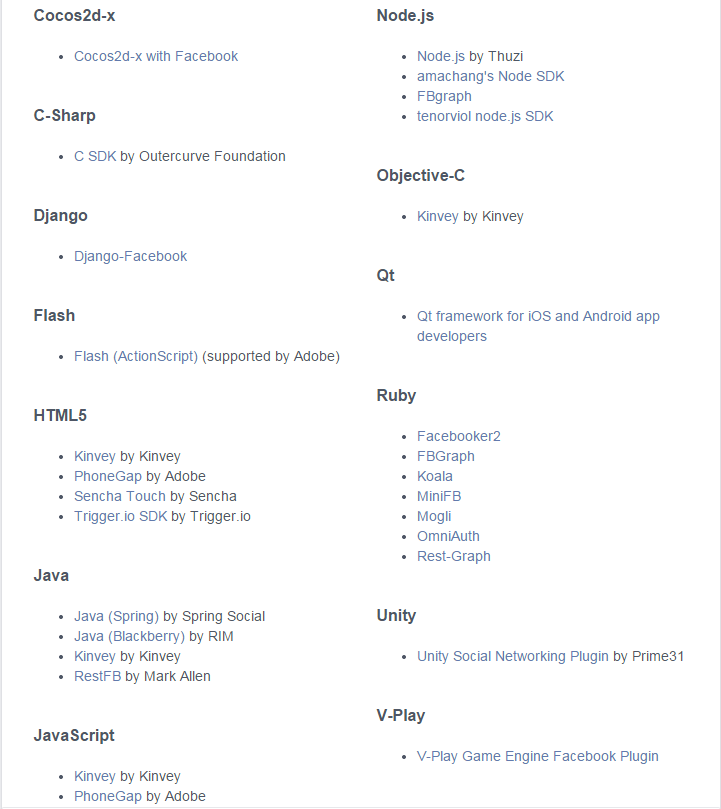 Cocos2d-x
Cocos2d-x with Facebook
C-Sharp
C SDK by Outercurve Foundation
Django
Django-Facebook
Flash
Flash (ActionScript) (supported by Adobe)
HTML5
Kinvey by Kinvey
PhoneGap by Adobe
Sencha Touch by Sencha
Trigger.io SDK by Trigger.io
Java
Java (Spring) by Spring Social
Java (Blackberry) by RIM
Kinvey by Kinvey
RestFB by Mark Allen
JavaScript
Kinvey by Kinvey
PhoneGap by Adobe
Node.js
Node.js by Thuzi
amachang's Node SDK
FBgraph
tenorviol node.js SDK
Objective-C
Kinvey by Kinvey
Qt
Qt framework for iOS and Android app
developers
Ruby
Facebooker2
FBGraph
Koala
MiniFB
Mogli
OmniAuth
Rest-Graph
Unity
Unity Social Networking Plugin by Prime31
V-Play
V-Play Game Engine Facebook Plugin